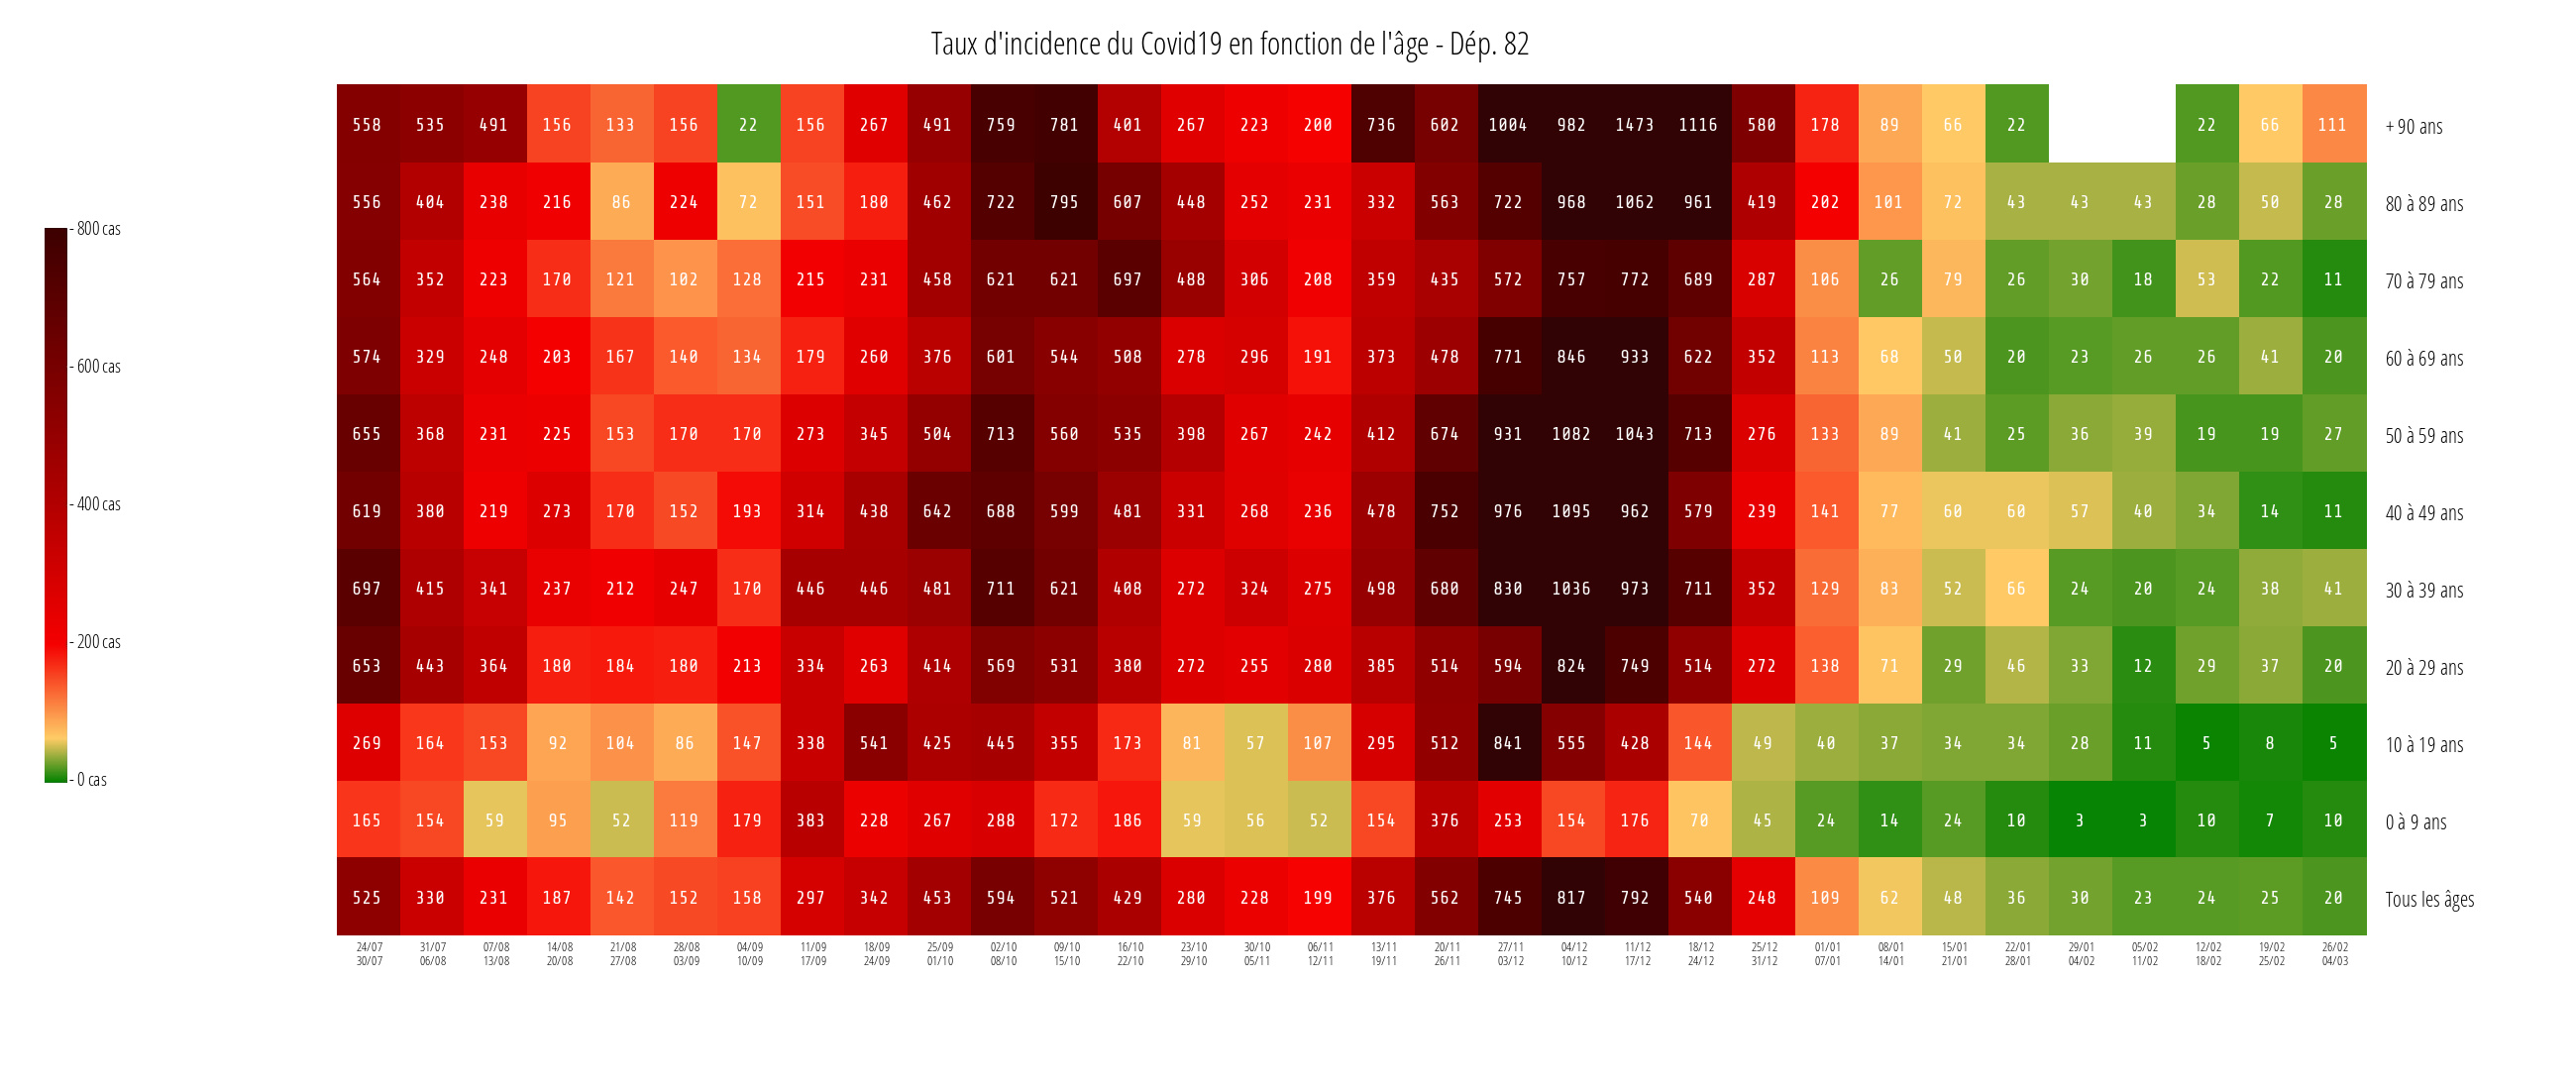 Taux d'incidence du Covid19 en fonction de l'âge - Dép. 82
- 800 cas
- 600 cas
- 400 cas
- 200 cas
- 0 cas
558 535 491 156 133 156 22 156 267 491 759 781 401 267 223 200 736 602 1004 982 1473 1116 580 178 89 66 22 22 66 111 + 90 ans
556 404 238 216 86 224 72 151 180 462 722 795 607 448 252 231 332 563 722 968 1062 961 419 202 101 72 43 43 43 28 50 28 80 à 89 ans
564 352 223 170 121 102 128 215 231 458 621 621 697 488 306 208 359 435 572 757 772 689 287 106 26 79 26 30 18 53 22 11 70 à 79 ans
574 329 248 203 167 140 134 179 260 376 601 544 508 278 296 191 373 478 771 846 933 622 352 113 68 50 20 23 26 26 41 20 60 à 69 ans
655 368 231 225 153 170 170 273 345 504 713 560 535 398 267 242 412 674 931 1082 1043 713 276 133 89 41 25 36 39 19 19 27 50 à 59 ans
619 380 219 273 170 152 193 314 438 642 688 599 481 331 268 236 478 752 976 1095 962 579 239 141 77 60 60 57 40 34 14 11 40 à 49 ans
697 415 341 237 212 247 170 446 446 481 711 621 408 272 324 275 498 680 830 1036 973 711 352 129 83 52 66 24 20 24 38 41 30 à 39 ans
653 443 364 180 184 180 213 334 263 414 569 531 380 272 255 280 385 514 594 824 749 514 272 138 71 29 46 33 12 29 37 20 20 à 29 ans
269 164 153 92 104 86 147 338 541 425 445 355 173 81 57 107 295 512 841 555 428 144 49 40 37 34 34 28 11 5 8 5 10 à 19 ans
165 154 59 95 52 119 179 383 228 267 288 172 186 59 56 52 154 376 253 154 176 70 45 24 14 24 10 3 3 10 7 10 0 à 9 ans
525 330 231 187 142 152 158 297 342 453 594 521 429 280 228 199 376 562 745 817 792 540 248 109 62 48 36 30 23 24 25 20 Tous les âges
24/07 31/07 07/08 14/08 21/08 28/08 04/09 11/09 18/09 25/09 02/10 09/10 16/10 23/10 30/10 06/11 13/11 20/11 27/11 04/12 11/12 18/12 25/12 01/01 08/01 15/01 22/01 29/01 05/02 12/02 19/02 26/02
30/07 06/08 13/08 20/08 27/08 03/09 10/09 17/09 24/09 01/10 08/10 15/10 22/10 29/10 05/11 12/11 19/11 26/11 03/12 10/12 17/12 24/12 31/12 07/01 14/01 21/01 28/01 04/02 11/02 18/02 25/02 04/03